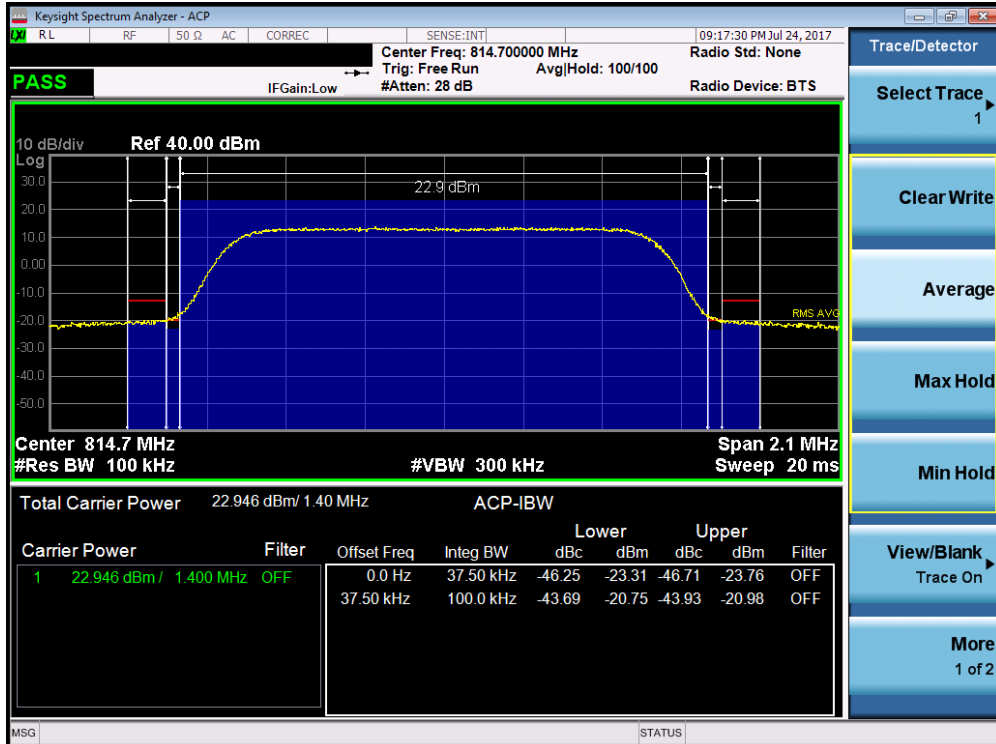 Keysight Spectrum Analyzer - ACP
LXI RL RF 50 Ω AC CORREC SENSE:INT 09:17:30 PM Jul 24, 2017
Center Freq: 814.700000 MHz Radio Std: None
Trig: Free Run Avg|Hold: 100/100
PASS IFGain:Low #Atten: 28 dB Radio Device: BTS
10 dB/div Ref 40.00 dBm
Log
30.0
22.9 dBm
20.0
10.0
0.00
-10.0
RMS AVG
-20.0
-30.0
-40.0
-50.0
Center 814.7 MHz Span 2.1 MHz
#Res BW 100 kHz #VBW 300 kHz Sweep 20 ms
Total Carrier Power 22.946 dBm/ 1.40 MHz ACP-IBW
Lower Upper
Carrier Power Filter Offset Freq Integ BW dBc dBm dBc dBm Filter
1 22.946 dBm / 1.400 MHz OFF 0.0 Hz 37.50 kHz -46.25 -23.31 -46.71 -23.76 OFF
37.50 kHz 100.0 kHz -43.69 -20.75 -43.93 -20.98 OFF
MSG STATUS
Trace/Detector
Select Trace
1
Clear Write
Average
Max Hold
Min Hold
View/Blank
Trace On
More
1 of 2